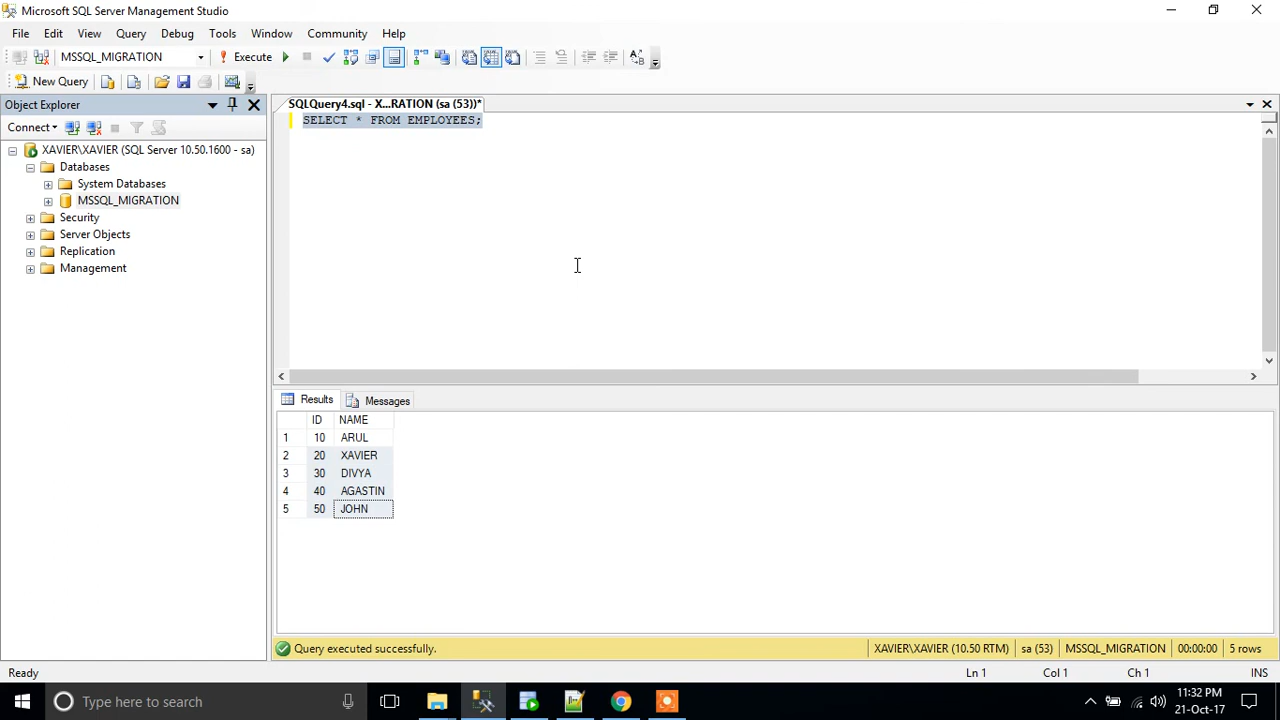 Microsoft SQL Server Management Studio
File Edit View Query Debug Tools Window Community Help
MSSQL_MIGRATION Execute
New Query
Object Explorer
SQLQuery4.sql - X...RATION (sa (53))*
Connect
SELECT * FROM EMPLOYEES;
XAVIER\XAVIER (SQL Server 10.50.1600 - sa)
Databases
System Databases
MSSQL_MIGRATION
Security
Server Objects
Replication
Management
Results Messages
ID NAME
1 10 ARUL
2 20 XAVIER
3 30 DIVYA
4 40 AGASTIN
5 50 JOHN
Query executed successfully. XAVIER\XAVIER (10.50 RTM) sa (53) MSSQL_MIGRATION 00:00:00 5 rows
Ready Ln 1 Col 1 Ch 1 INS
Type here to search
11:32 PM
21-Oct-17